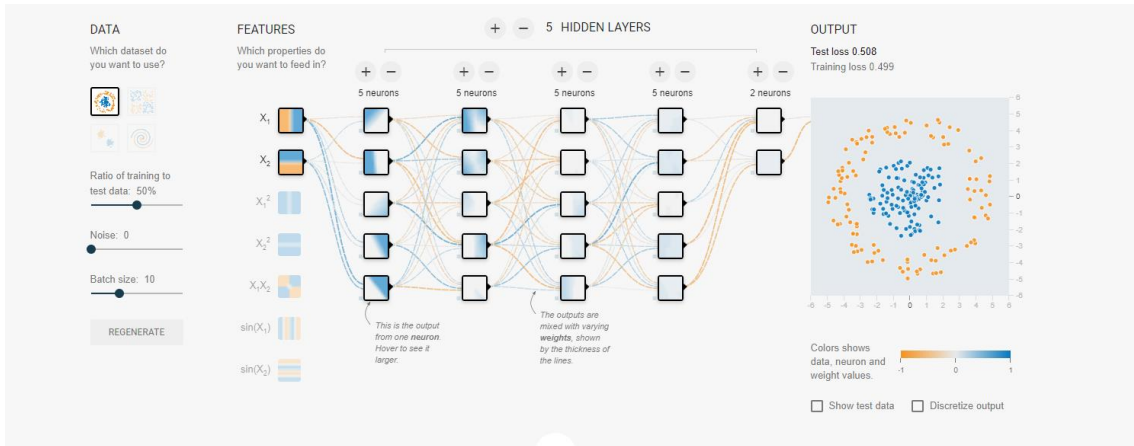 DATA
Which dataset do
you want to use?
Ratio of training to
test data: 50%
Noise: 0
Batch size: 10
REGENERATE
FEATURES
Which properties do
you want to feed in?
X₁
X₂
X₁²
X₂²
X₁X₂
sin(X₁)
sin(X₂)
+ − 5 HIDDEN LAYERS
+ − + − + − + − + −
5 neurons 5 neurons 5 neurons 5 neurons 2 neurons
This is the output
from one neuron.
Hover to see it
larger.
The outputs are
mixed with varying
weights, shown
by the thickness of
the lines.
OUTPUT
Test loss 0.508
Training loss 0.499
6
5
4
3
2
1
0
-1
-2
-3
-4
-5
-6
-6 -5 -4 -3 -2 -1 0 1 2 3 4 5 6
Colors shows
data, neuron and
weight values.
-1 0 1
Show test data Discretize output